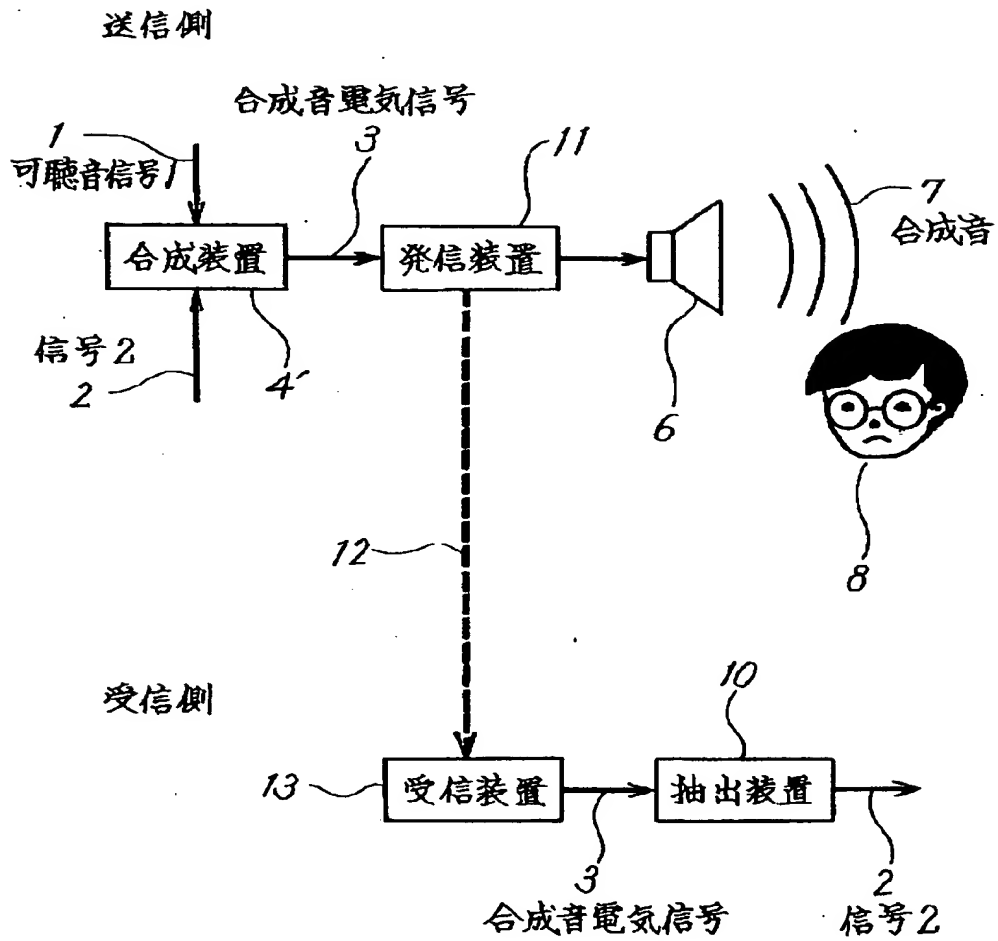 送信側
合成音電気信号
1
3
11
可聴音信号1
7
合成音
合成装置
発信装置
信号2
2
4'
6
12
8
受信側
10
13
受信装置
抽出装置
3
2
合成音電気信号
信号2